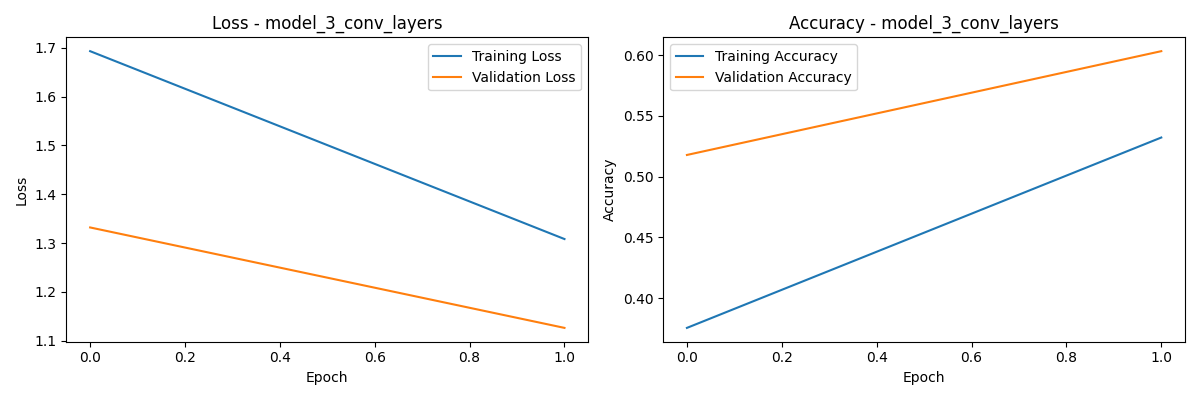 Loss - model_3_conv_layers
1.7
1.6
1.5
1.4
1.3
1.2
1.1
Loss
Training Loss
Validation Loss
0.0 0.2 0.4 0.6 0.8 1.0
Epoch
Accuracy - model_3_conv_layers
0.60
0.55
0.50
0.45
0.40
Accuracy
Training Accuracy
Validation Accuracy
0.0 0.2 0.4 0.6 0.8 1.0
Epoch